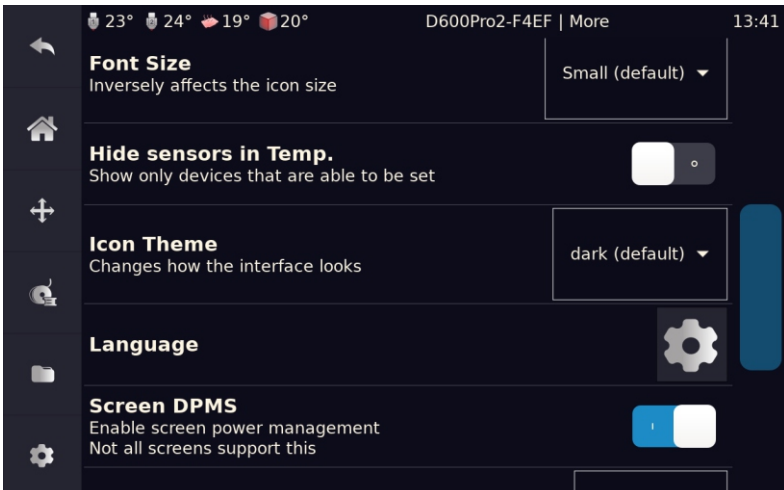 23° 24° 19° 20° D600Pro2-F4EF | More 13:41
Font Size
Inversely affects the icon size
Small (default)
Hide sensors in Temp.
Show only devices that are able to be set
Icon Theme
Changes how the interface looks
dark (default)
Language
Screen DPMS
Enable screen power management
Not all screens support this